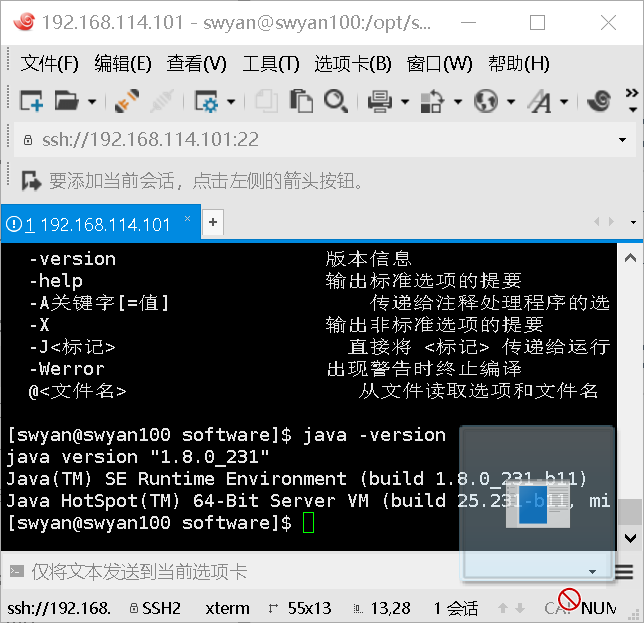 192.168.114.101 - swyan@swyan100:/opt/s...
文件(F) 编辑(E) 查看(V) 工具(T) 选项卡(B) 窗口(W) 帮助(H)
ssh://192.168.114.101:22
要添加当前会话，点击左侧的箭头按钮。
1 192.168.114.101
-version 版本信息
-help 输出标准选项的提要
-A关键字[=值] 传递给注释处理程序的选
-X 输出非标准选项的提要
-J<标记> 直接将 <标记> 传递给运行
-Werror 出现警告时终止编译
@<文件名> 从文件读取选项和文件名
[swyan@swyan100 software]$ java -version
java version "1.8.0_231"
Java(TM) SE Runtime Environment (build 1.8.0_231-b11)
Java HotSpot(TM) 64-Bit Server VM (build 25.231-b11, mi
[swyan@swyan100 software]$
仅将文本发送到当前选项卡
ssh://192.168. SSH2 xterm 55x13 13,28 1 会话 NUM